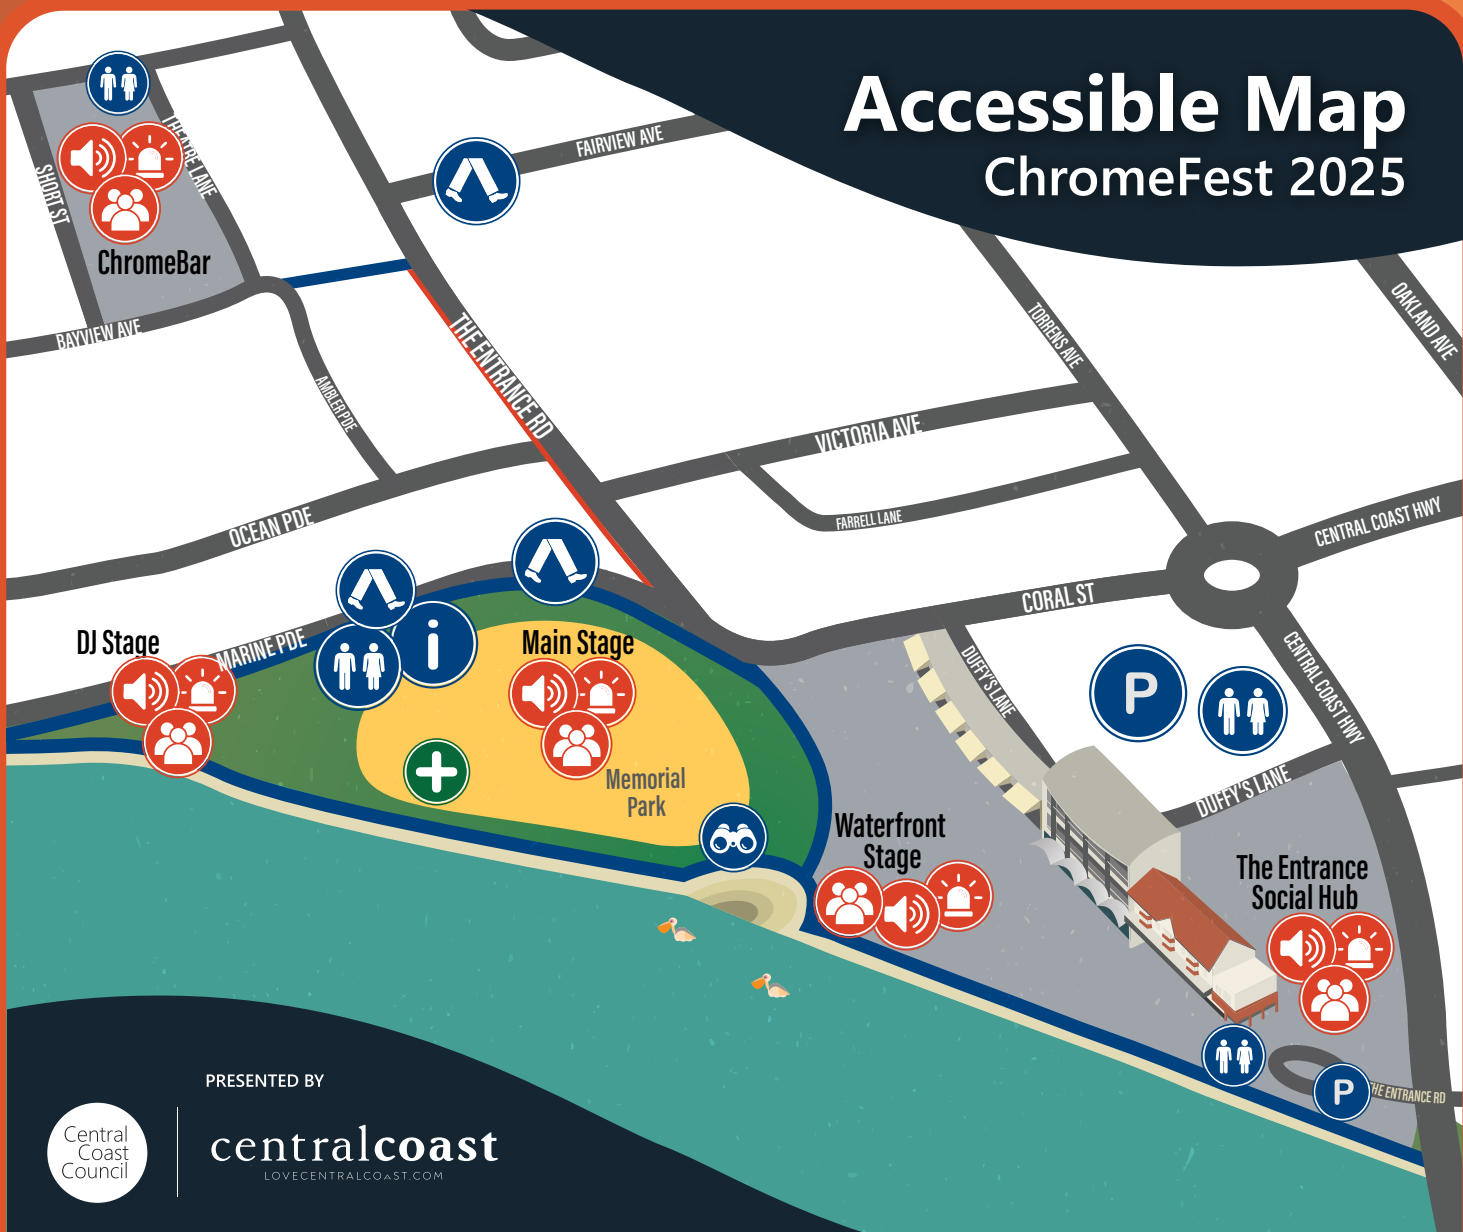 Accessible Map
ChromeFest 2025
THEATRE LANE
SHORT ST
ChromeBar
BAYVIEW AVE
FAIRVIEW AVE
THE ENTRANCE RD
AMBLER PDE
TORRENS AVE
OAKLAND AVE
VICTORIA AVE
FARRELL LANE
OCEAN PDE
CENTRAL COAST HWY
CORAL ST
DJ Stage
MARINE PDE
i
Main Stage
DUFFY'S LANE
P
CENTRAL COAST HWY
Memorial
Park
DUFFY'S LANE
Waterfront
Stage
The Entrance
Social Hub
P
THE ENTRANCE RD
PRESENTED BY
Central
Coast
Council
centralcoast
LOVECENTRALCOAST.COM